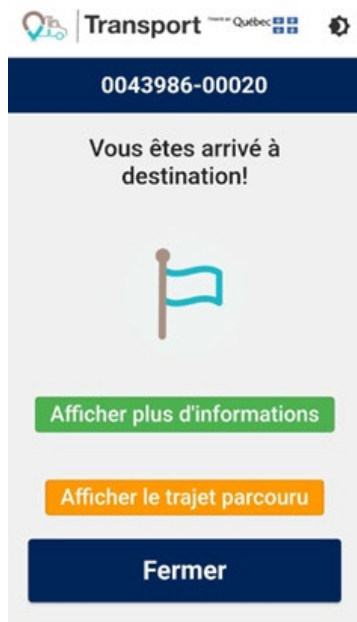 Transport Québec
0043986-00020
Vous êtes arrivé à
destination!
Afficher plus d'informations
Afficher le trajet parcouru
Fermer